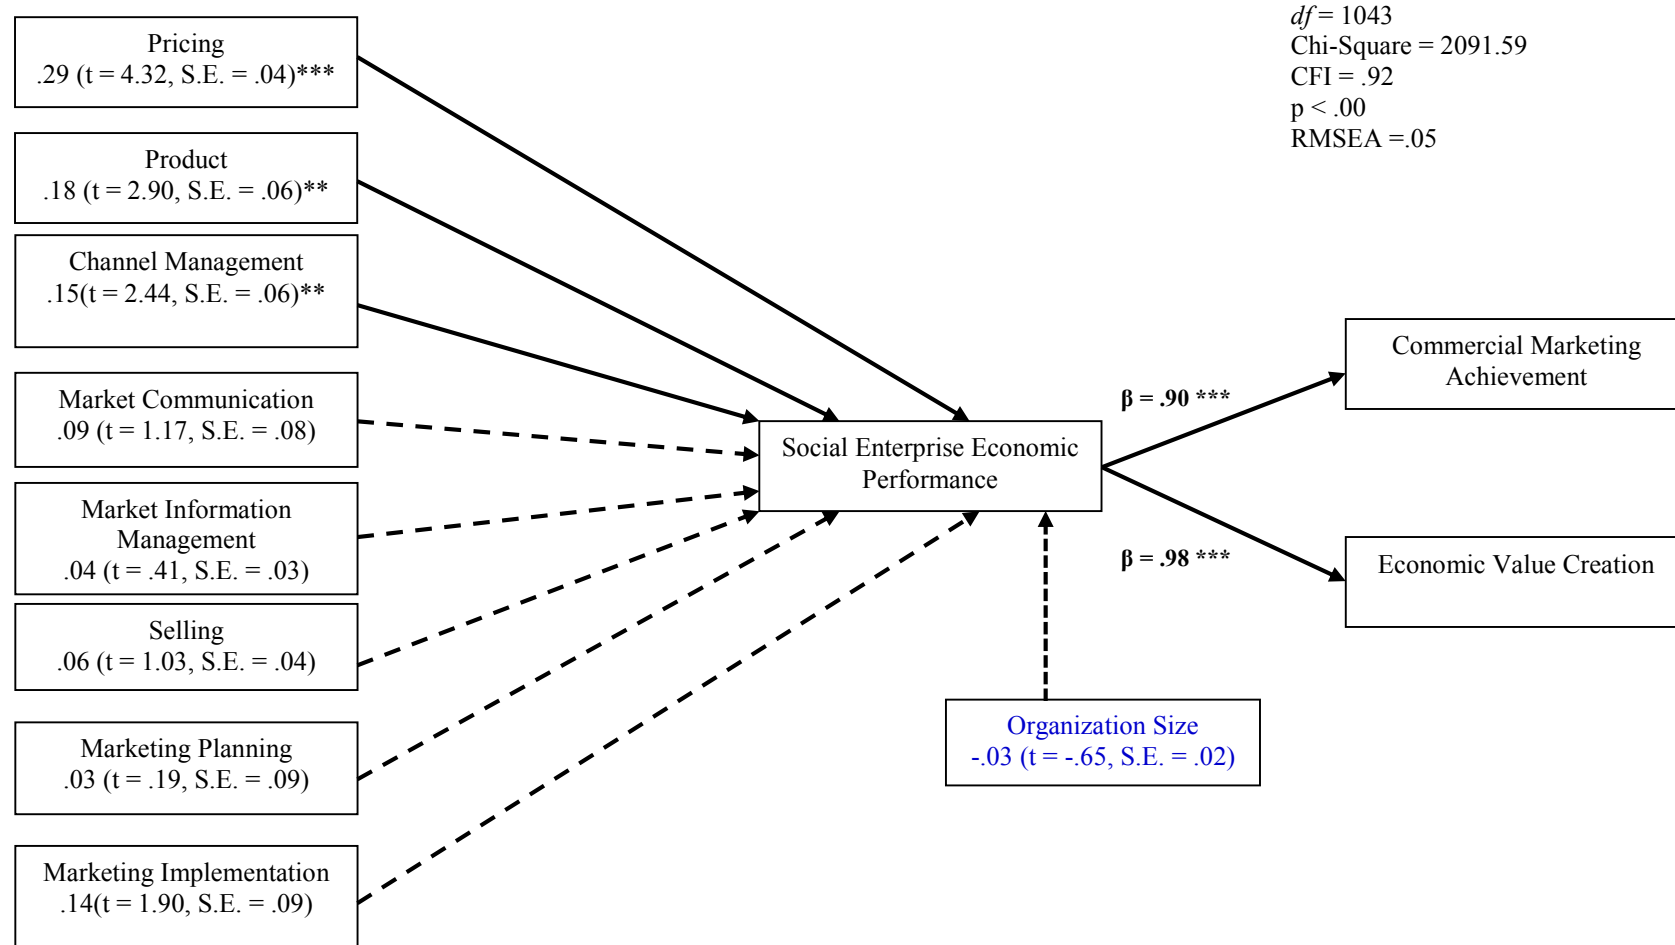 Pricing
.29 (t = 4.32, S.E. = .04)***
Product
.18 (t = 2.90, S.E. = .06)**
Channel Management
.15(t = 2.44, S.E. = .06)**
Market Communication
.09 (t = 1.17, S.E. = .08)
Market Information
Management
.04 (t = .41, S.E. = .03)
Selling
.06 (t = 1.03, S.E. = .04)
Marketing Planning
.03 (t = .19, S.E. = .09)
Marketing Implementation
.14(t = 1.90, S.E. = .09)
Social Enterprise Economic
Performance
Organization Size
-.03 (t = -.65, S.E. = .02)
df = 1043
Chi-Square = 2091.59
CFI = .92
p < .00
RMSEA =.05
β = .90 ***
Commercial Marketing
Achievement
β = .98 ***
Economic Value Creation